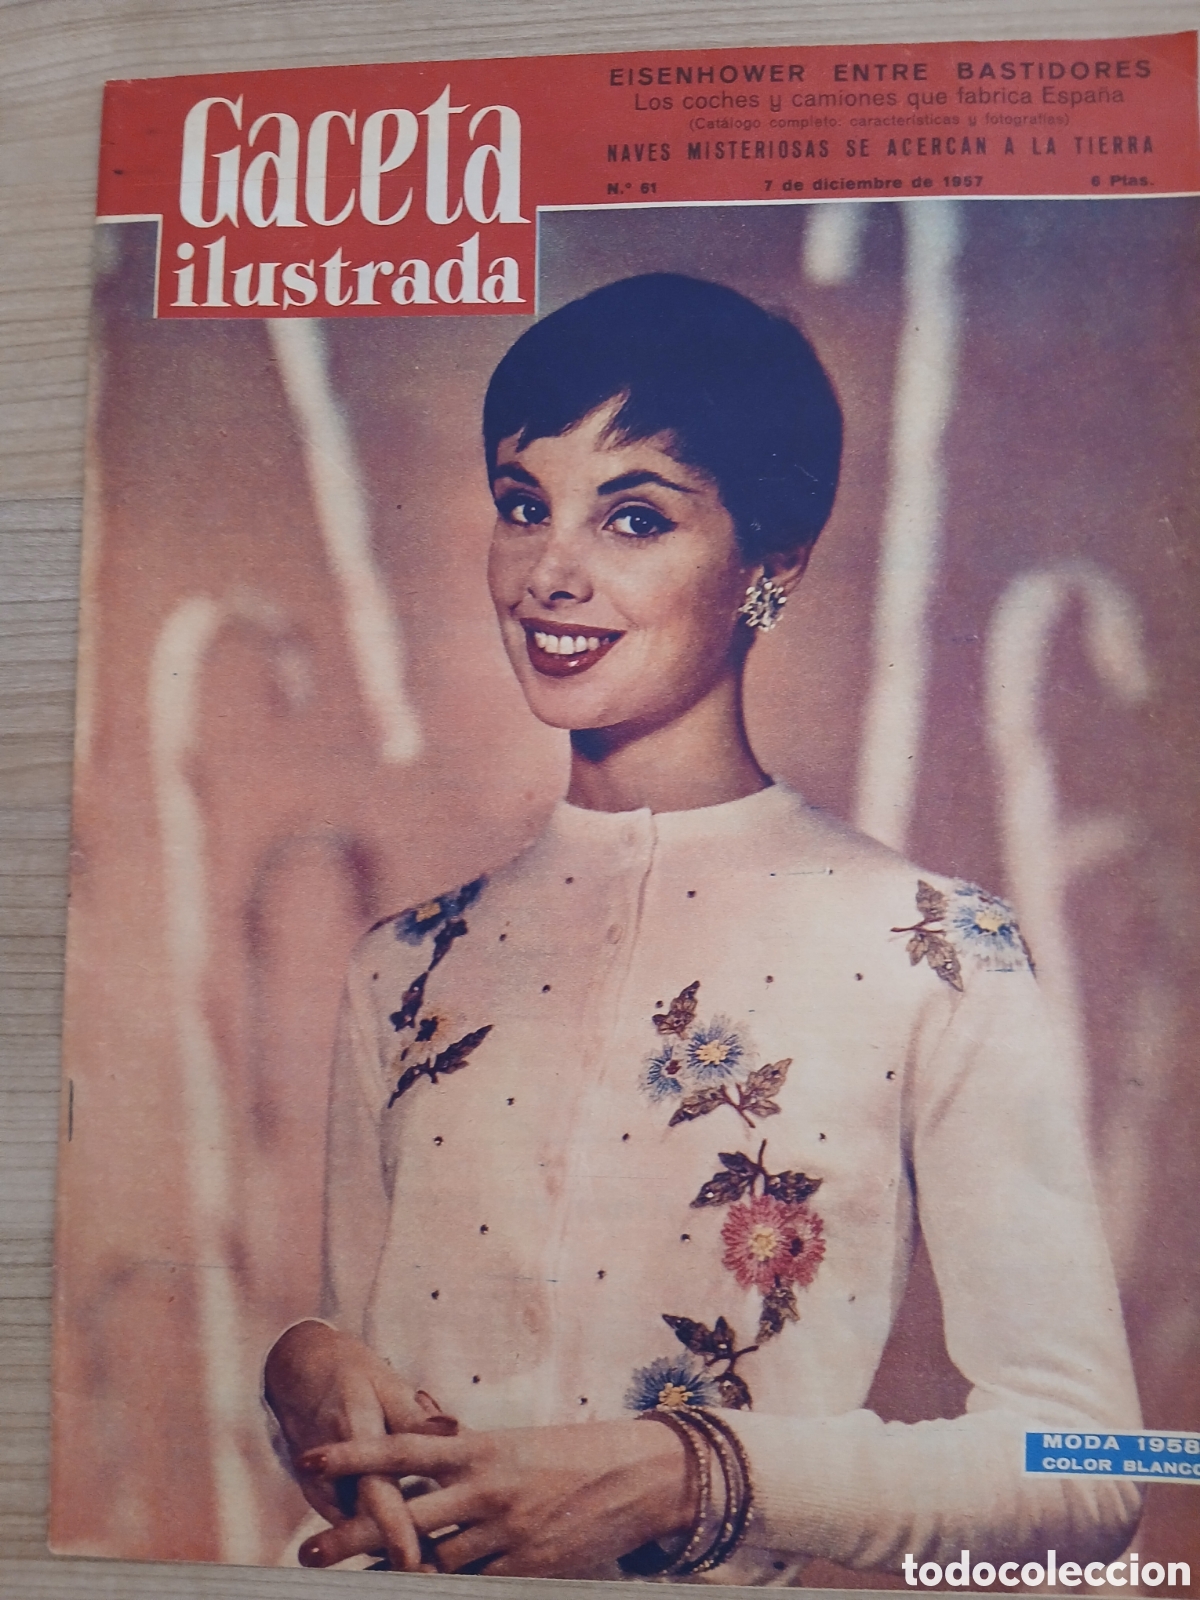 Gaceta
ilustrada
EISENHOWER ENTRE BASTIDORES
Los coches y camiones que fabrica España
(Catálogo completo: características y fotografías)
NAVES MISTERIOSAS SE ACERCAN A LA TIERRA
N.° 61 7 de diciembre de 1957 6 Ptas.
MODA 1958
COLOR BLANCO
todocoleccion